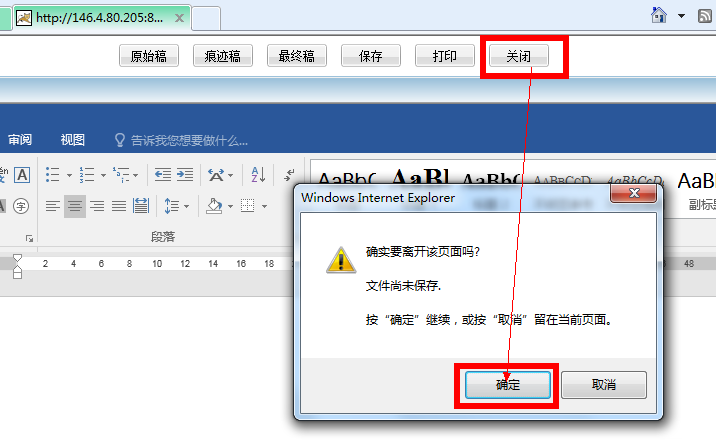 http://146.4.80.205:8...
原始稿 痕迹稿 最终稿 保存 打印 关闭
审阅 视图 告诉我您想要做什么...
AaBbC AaBl AaBbC AABBCCD AaBbCcD AaB
副标
段落
2 4 6 8 10 12 14 16 18 48
Windows Internet Explorer
确实要离开该页面吗?
文件尚未保存.
按“确定”继续，或按“取消”留在当前页面。
确定 取消